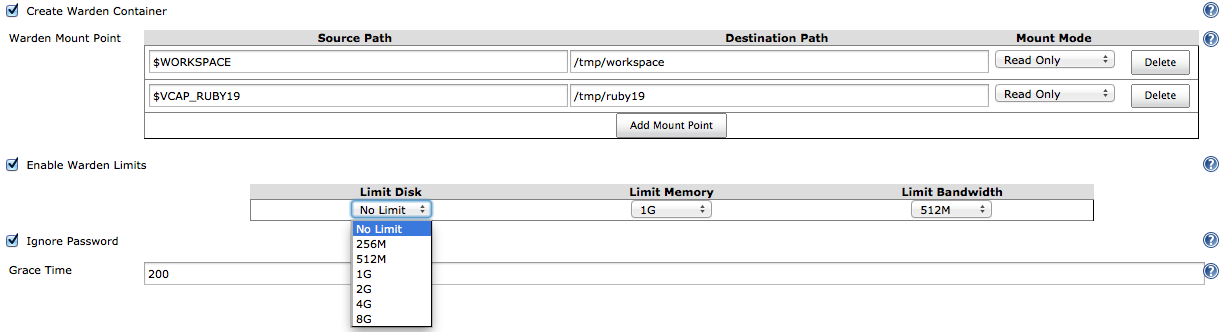 Create Warden Container ?
Warden Mount Point Source Path Destination Path Mount Mode ?
$WORKSPACE /tmp/workspace Read Only Delete
$VCAP_RUBY19 /tmp/ruby19 Read Only Delete
Add Mount Point
Enable Warden Limits ?
Limit Disk Limit Memory Limit Bandwidth
No Limit 1G 512M
No Limit
Ignore Password ?
256M
512M
Grace Time 200 1G ?
2G
4G
8G